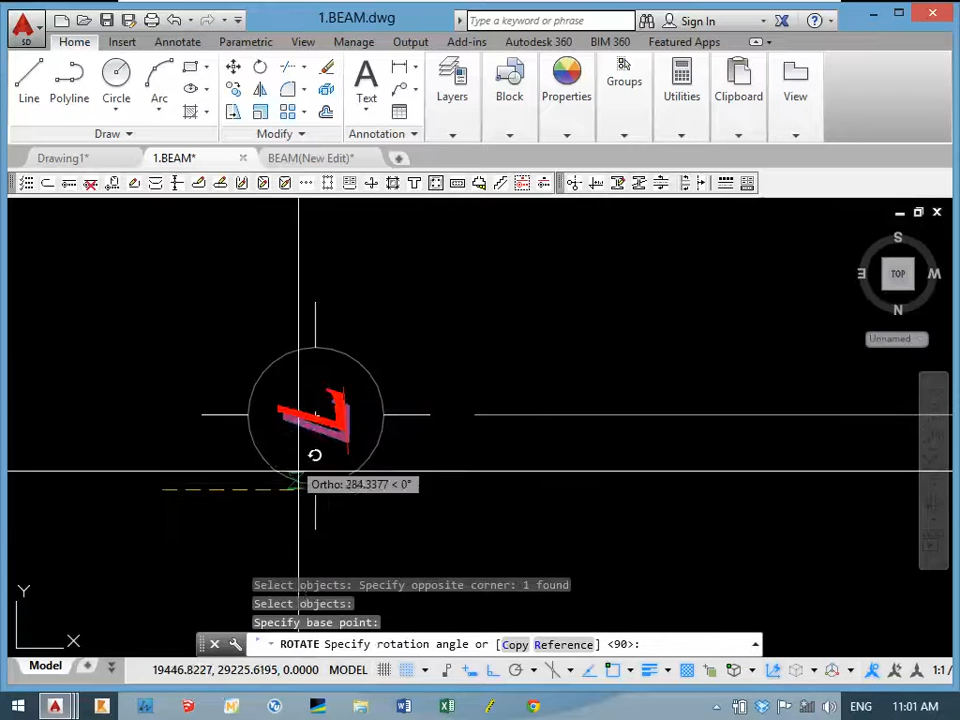 1.BEAM.dwg
Type a keyword or phrase
Sign In
SD
Home Insert Annotate Parametric View Manage Output Add-ins Autodesk 360 BIM 360 Featured Apps
Line Polyline Circle Arc Text Layers Block Properties Groups Utilities Clipboard View
Draw Modify Annotation
Drawing1* 1.BEAM* BEAM(New Edit)*
S
E TOP W
N
Unnamed
Ortho: 284.3377 < 0°
Select objects: Specify opposite corner: 1 found
Select objects:
Specify base point:
Y
X
ROTATE Specify rotation angle or [Copy Reference] <90>:
Model 19446.8227, 29225.6195, 0.0000 MODEL 1:1
ENG 11:01 AM